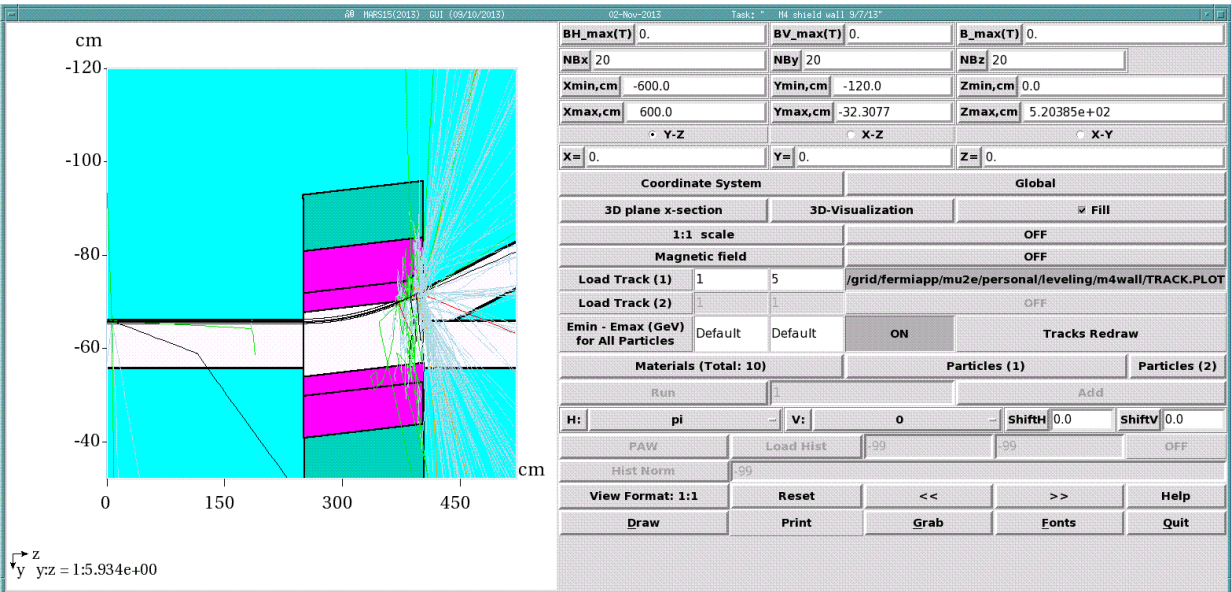 MARS15(2013) GUI (09/10/2013) 02-Nov-2013 Task: " M4 shield wall 9/7/13"
cm
-120
-100
-80
-60
-40
cm
0 150 300 450
z
y y:z = 1:5.934e+00
BH_max(T) 0. BV_max(T) 0. B_max(T) 0.
NBx 20 NBy 20 NBz 20
Xmin,cm -600.0 Ymin,cm -120.0 Zmin,cm 0.0
Xmax,cm 600.0 Ymax,cm -32.3077 Zmax,cm 5.20385e+02
Y-Z X-Z X-Y
X= 0. Y= 0. Z= 0.
Coordinate System Global
3D plane x-section 3D-Visualization Fill
1:1 scale OFF
Magnetic field OFF
Load Track (1) 1 5 /grid/fermiapp/mu2e/personal/leveling/m4wall/TRACK.PLOT
Load Track (2) 1 1 OFF
Emin - Emax (GeV)
for All Particles Default Default ON Tracks Redraw
Materials (Total: 10) Particles (1) Particles (2)
Run 1 Add
H: pi V: 0 ShiftH 0.0 ShiftV 0.0
PAW Load Hist -99 -99 OFF
Hist Norm -99
View Format: 1:1 Reset << >> Help
Draw Print Grab Fonts Quit